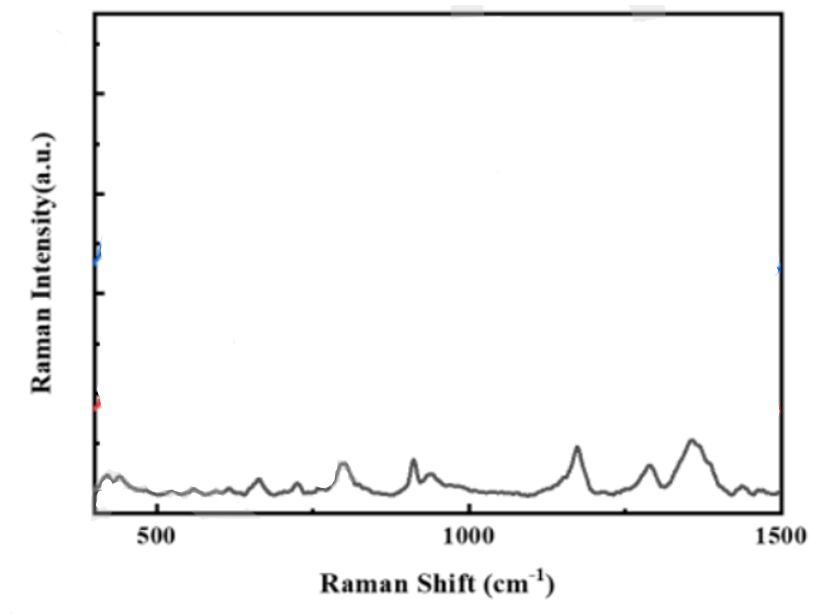 Raman Intensity(a.u.)
500
1000
1500
Raman Shift (cm⁻¹)